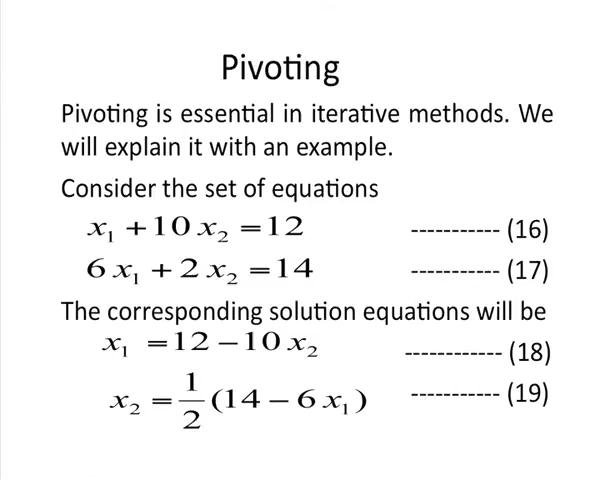 Pivoting
Pivoting is essential in iterative methods. We
will explain it with an example.
Consider the set of equations
x₁ + 10 x₂ = 12 ----------- (16)
6 x₁ + 2 x₂ = 14 ----------- (17)
The corresponding solution equations will be
x₁ = 12 − 10 x₂ ------------ (18)
x₂ = 1/2 (14 − 6 x₁) ----------- (19)